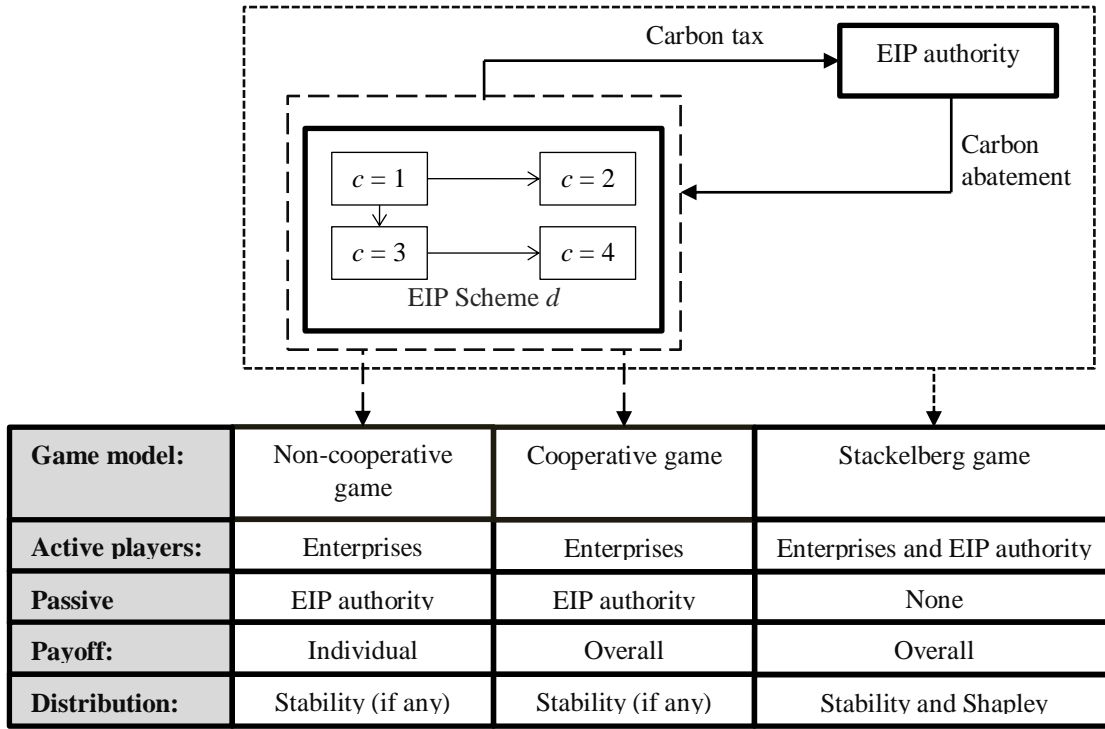 Carbon tax
EIP authority
Carbon
abatement
c = 1
c = 2
c = 3
c = 4
EIP Scheme d
Game model:
Non-cooperative
game
Cooperative game
Stackelberg game
Active players:
Enterprises
Enterprises
Enterprises and EIP authority
Passive
EIP authority
EIP authority
None
Payoff:
Individual
Overall
Overall
Distribution:
Stability (if any)
Stability (if any)
Stability and Shapley